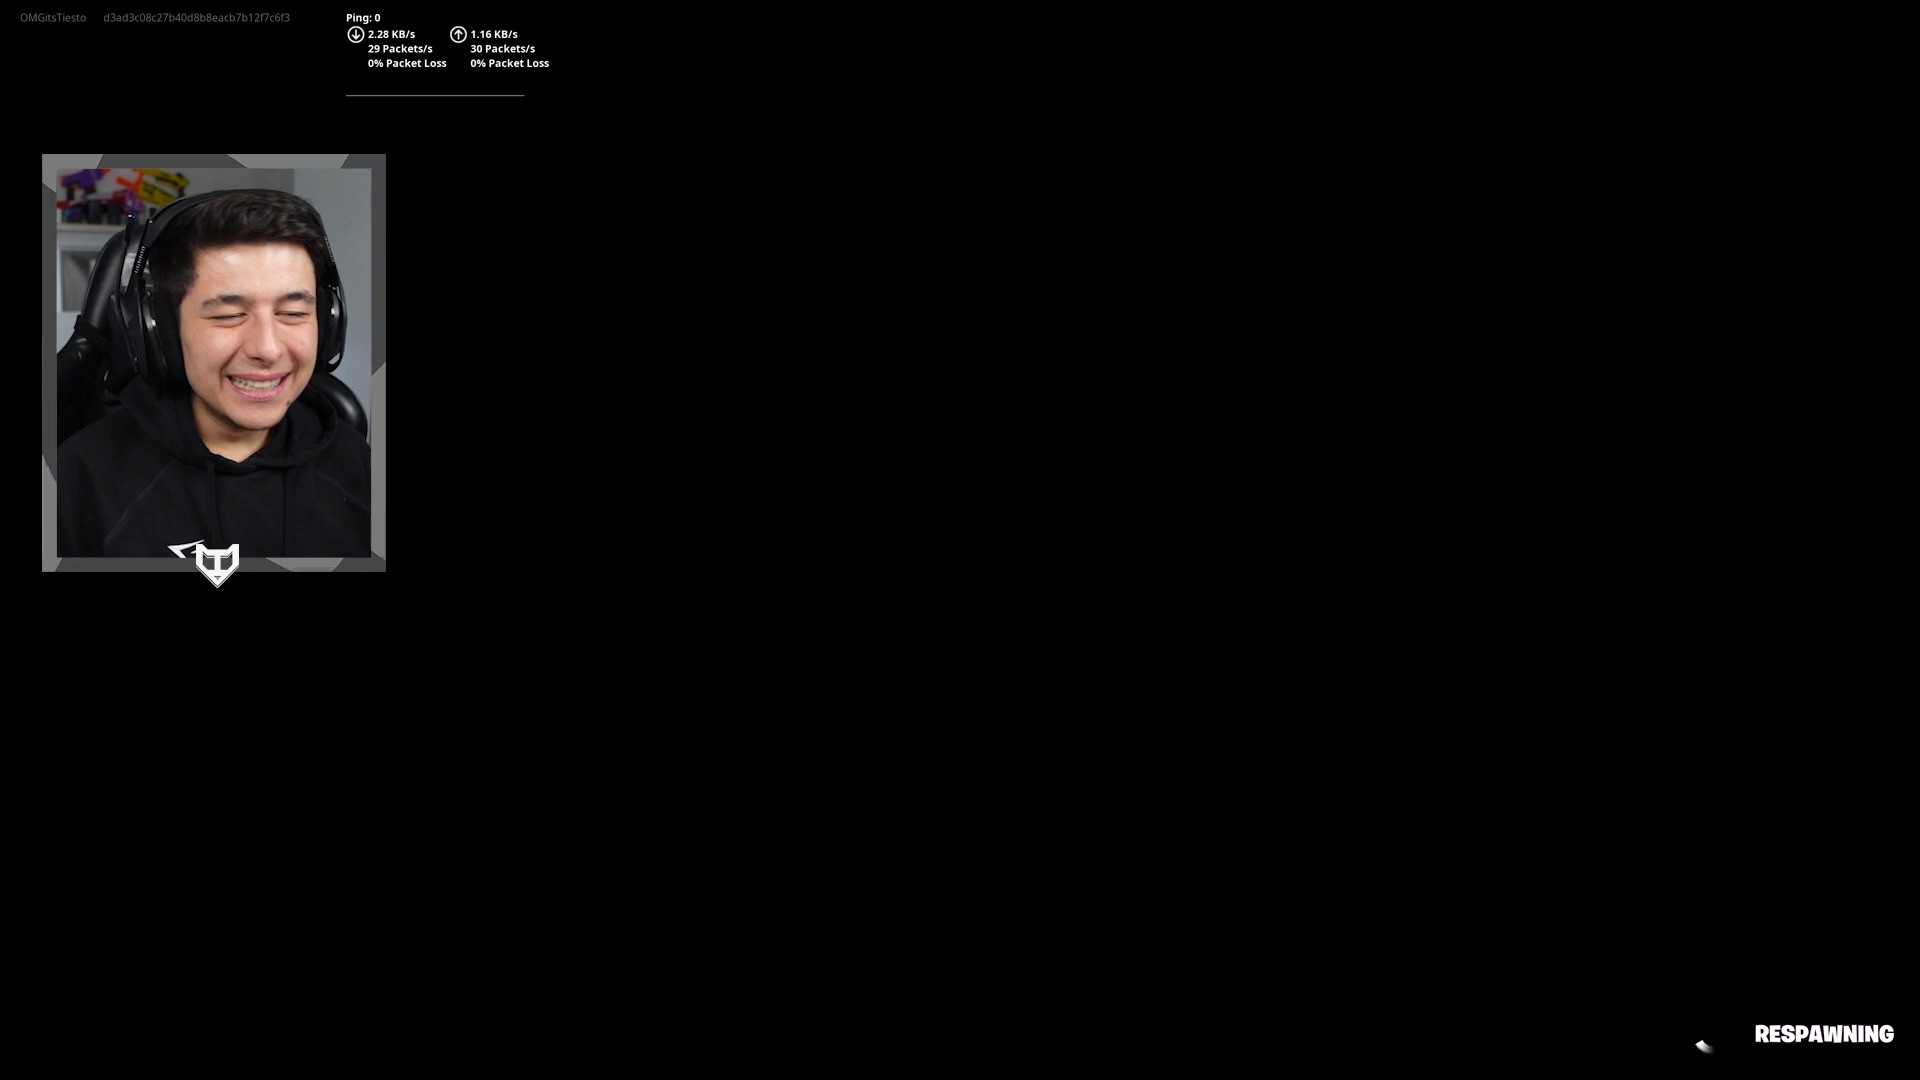 OMGitsTiesto d3ad3c08c27b40d8b8eacb7b12f7c6f3
Ping: 0
2.28 KB/s 1.16 KB/s
29 Packets/s 30 Packets/s
0% Packet Loss 0% Packet Loss
RESPAWNING